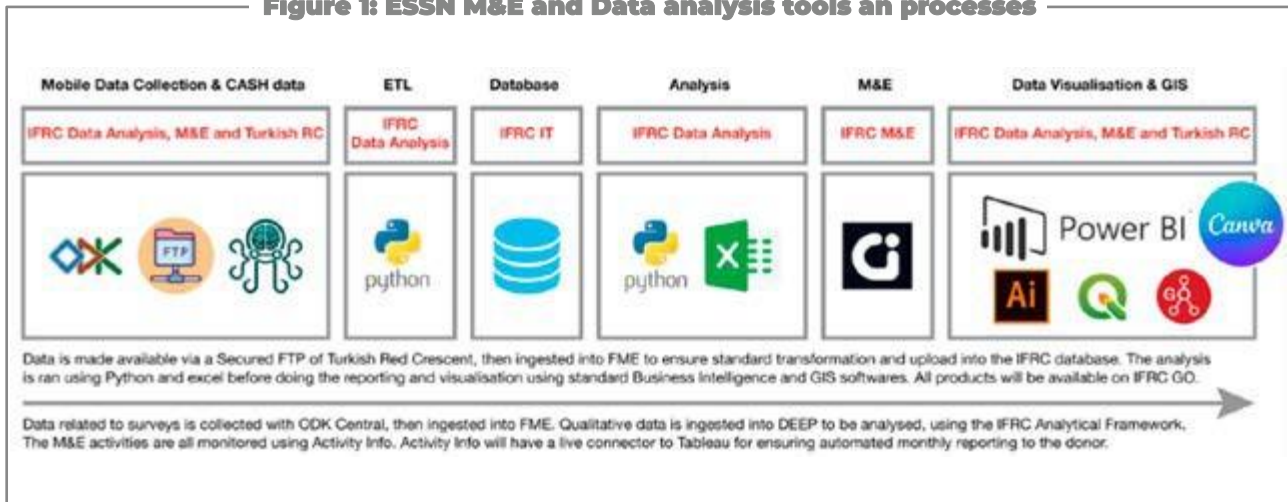 Figure 1: ESSN M&E and Data analysis tools an processes
Mobile Data Collection & CASH data
ETL
Database
Analysis
M&E
Data Visualisation & GIS
IFRC Data Analysis, M&E and Turkish RC
IFRC
Data Analysis
IFRC IT
IFRC Data Analysis
IFRC M&E
IFRC Data Analysis, M&E and Turkish RC
ODK
FTP
python
python
X
Power BI
Canva
Ai
GO
Data is made available via a Secured FTP of Turkish Red Crescent, then ingested into FME to ensure standard transformation and upload into the IFRC database. The analysis
is ran using Python and excel before doing the reporting and visualisation using standard Business Intelligence and GIS softwares. All products will be available on IFRC GO.
Data related to surveys is collected with ODK Central, then ingested into FME. Qualitative data is ingested into DEEP to be analysed, using the IFRC Analytical Framework.
The M&E activities are all monitored using Activity Info. Activity Info will have a live connector to Tableau for ensuring automated monthly reporting to the donor.